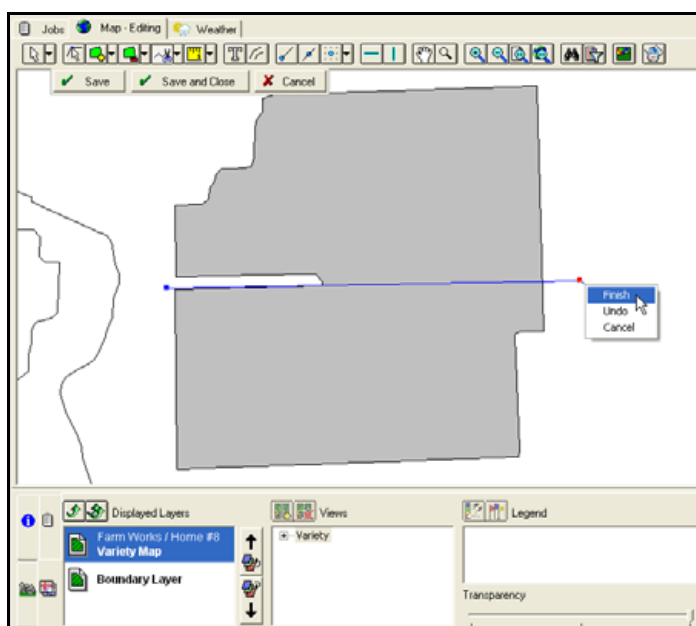 Jobs Map - Editing Weather
Save Save and Close Cancel
Finish
Undo
Cancel
Displayed Layers Views Legend
Farm Works / Home #8
Variety Map
Variety
Boundary Layer
Transparency